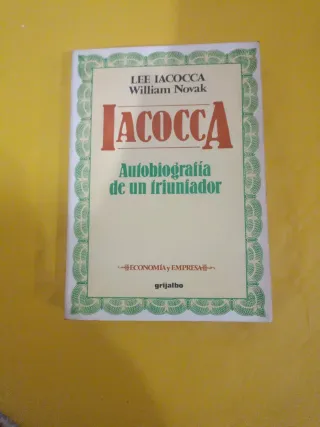 LEE IACOCCA
William Novak
IACOCCA
Autobiografía
de un triunfador
ECONOMÍA y EMPRESA
grijalbo